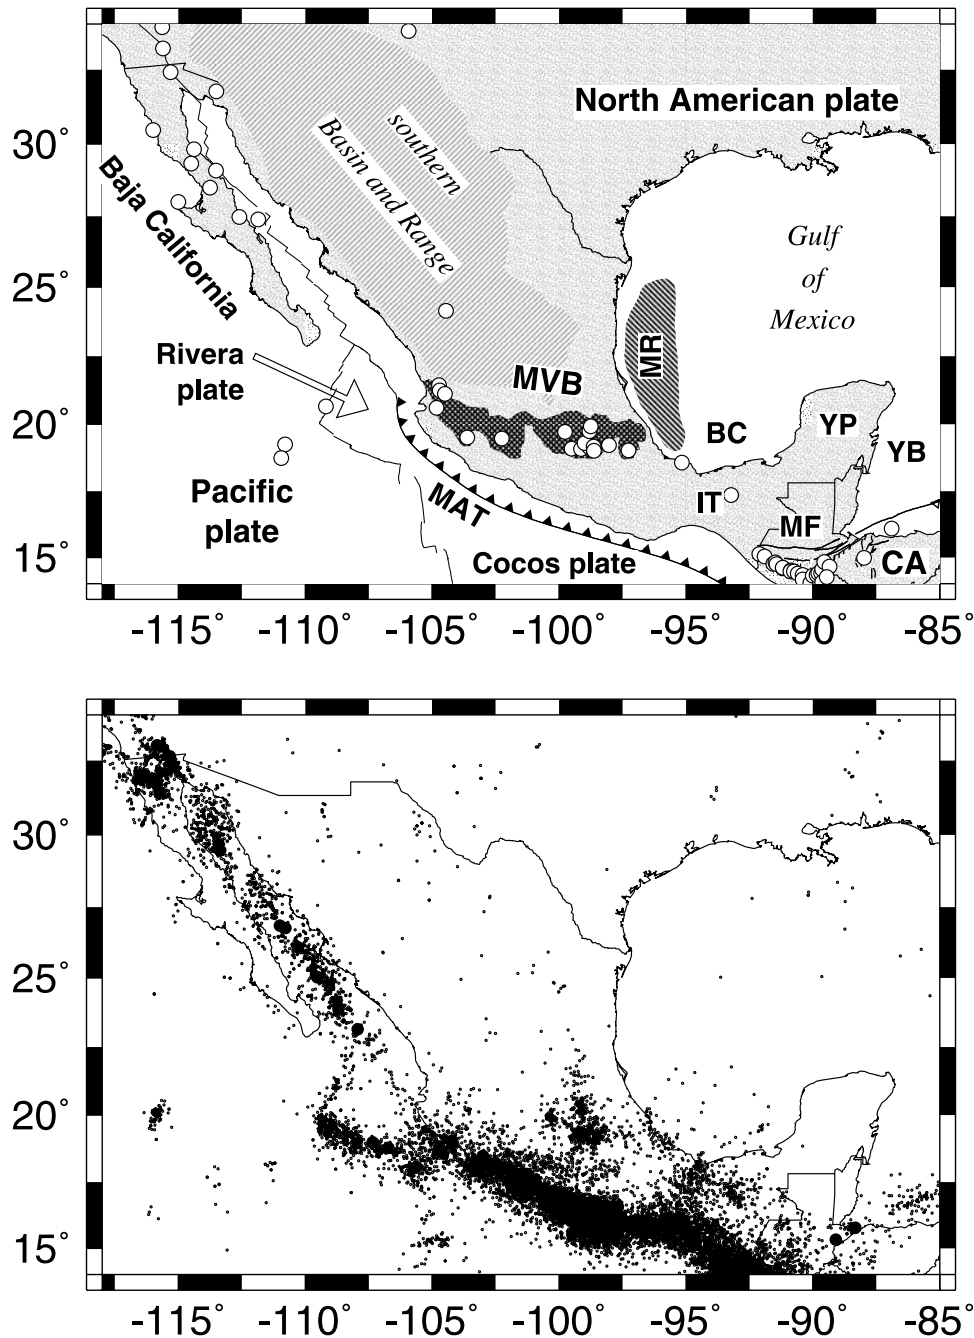 North American plate
30°
southern
Basin and Range
Baja California
Gulf
of
Mexico
25°
Rivera
plate
MR
MVB
20°
BC
YP
YB
Pacific
plate
MAT
IT
MF
15°
Cocos plate
CA
-115° -110° -105° -100° -95° -90° -85°
30°
25°
20°
15°
-115° -110° -105° -100° -95° -90° -85°